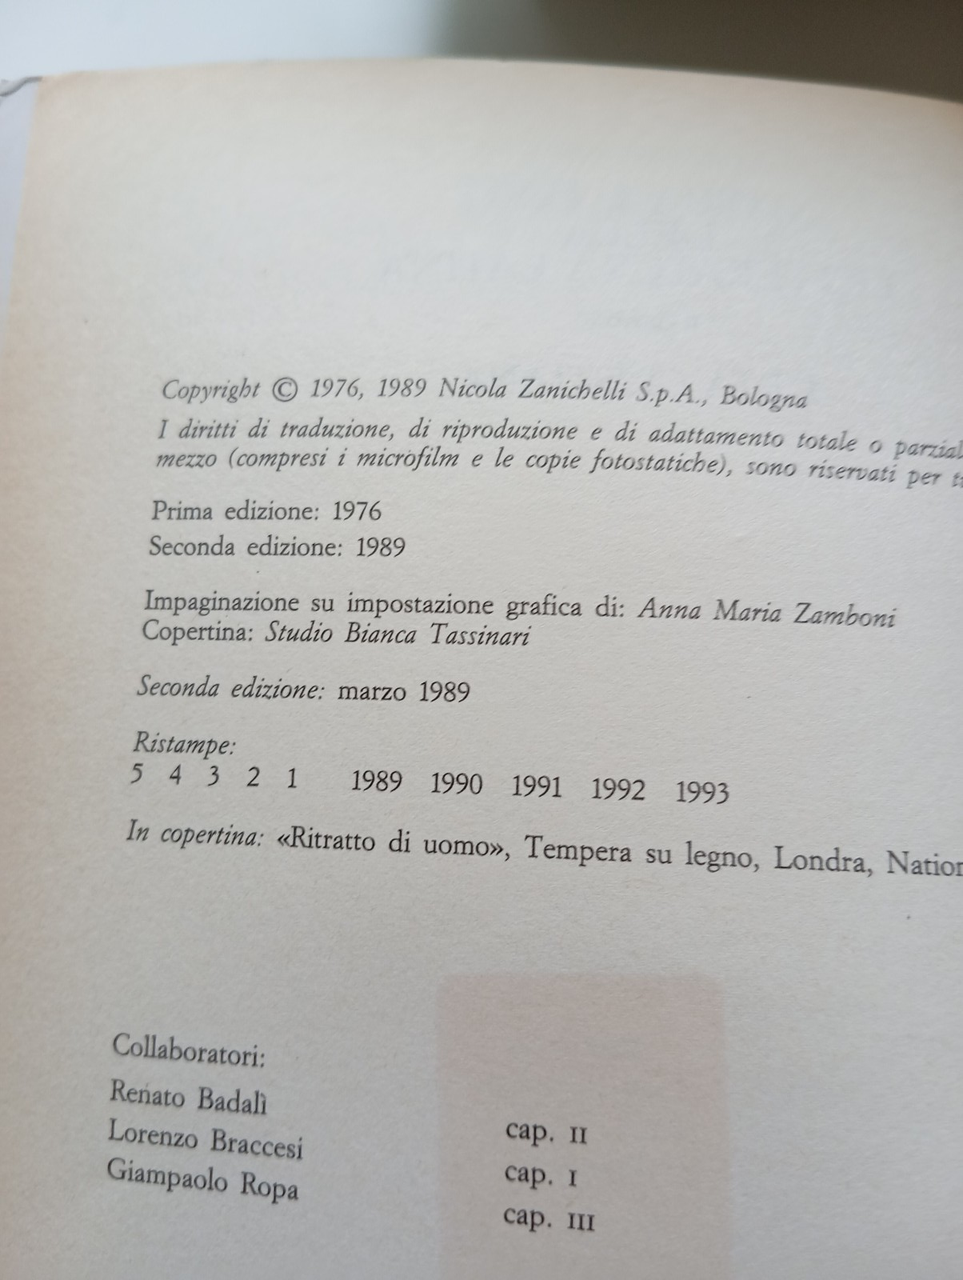 Copyright © 1976, 1989 Nicola Zanichelli S.p.A., Bologna
I diritti di traduzione, di riproduzione e di adattamento totale o parzial
mezzo (compresi i microfilm e le copie fotostatiche), sono riservati per
Prima edizione: 1976
Seconda edizione: 1989
Impaginazione su impostazione grafica di: Anna Maria Zamboni
Copertina: Studio Bianca Tassinari
Seconda edizione: marzo 1989
Ristampe:
5 4 3 2 1 1989 1990 1991 1992 1993
In copertina: «Ritratto di uomo», Tempera su legno, Londra, Nation
Collaboratori:
Renato Badalì cap. II
Lorenzo Braccesi cap. I
Giampaolo Ropa cap. III